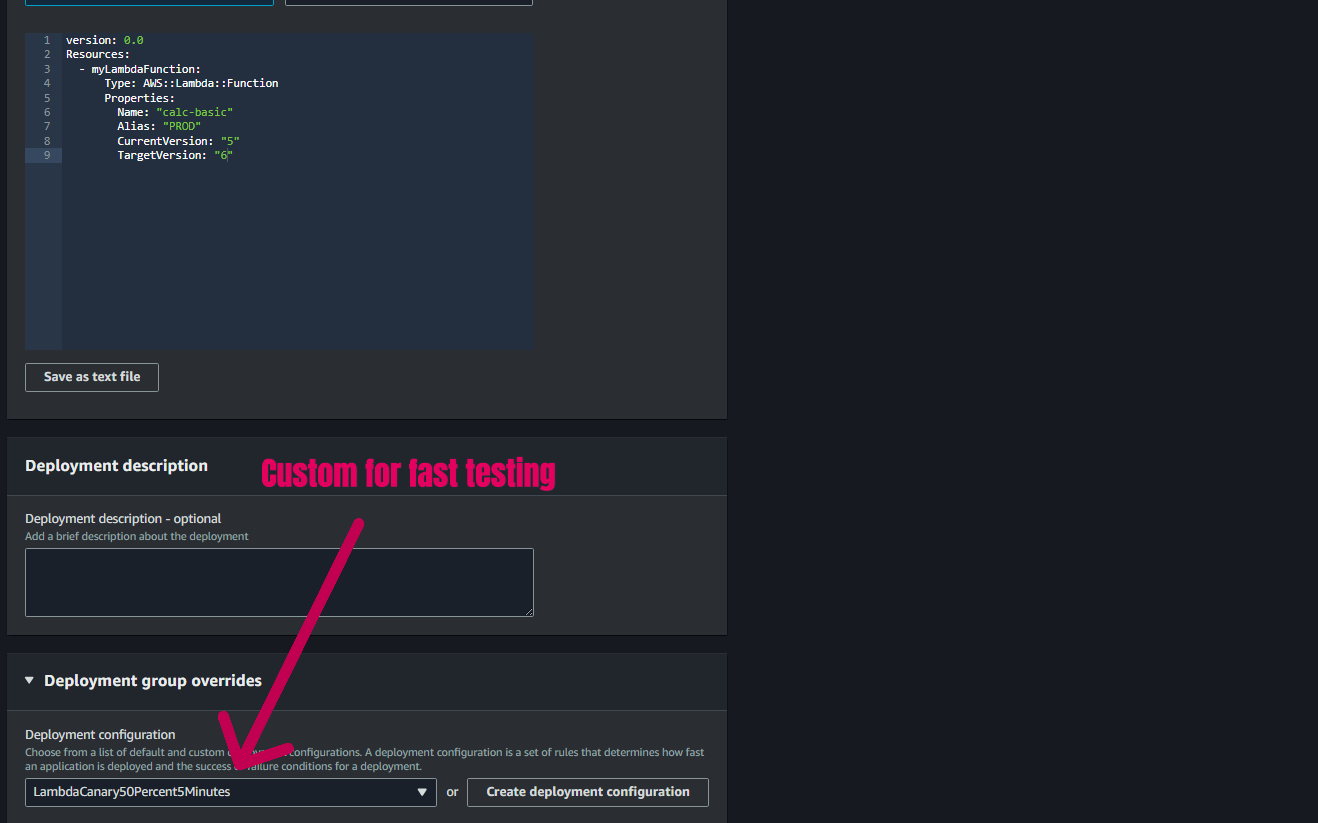 1 version: 0.0
2 Resources:
3 - myLambdaFunction:
4 Type: AWS::Lambda::Function
5 Properties:
6 Name: "calc-basic"
7 Alias: "PROD"
8 CurrentVersion: "5"
9 TargetVersion: "6"
Save as text file
Deployment description
Custom for fast testing
Deployment description - optional
Add a brief description about the deployment
Deployment group overrides
Deployment configuration
Choose from a list of default and custom configurations. A deployment configuration is a set of rules that determines how fast
an application is deployed and the success failure conditions for a deployment.
LambdaCanary50Percent5Minutes or Create deployment configuration